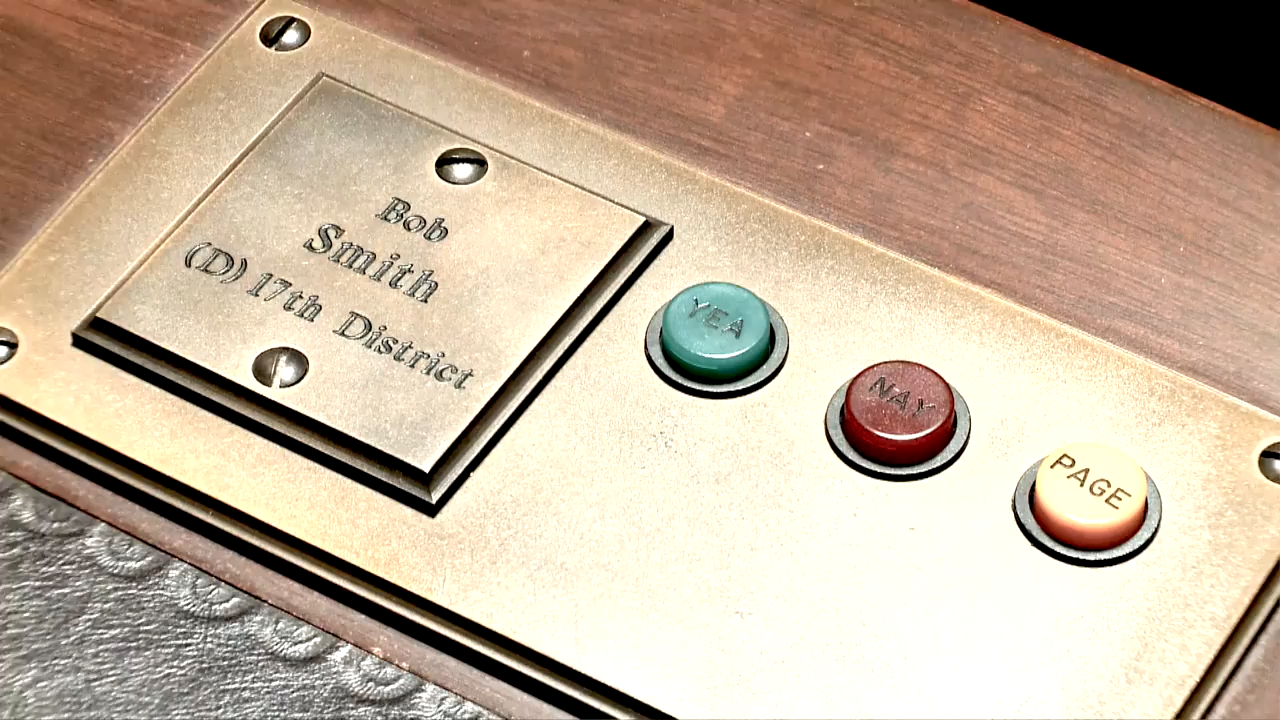 Bob
Smith
(D) 17th District
YEA
NAY
PAGE